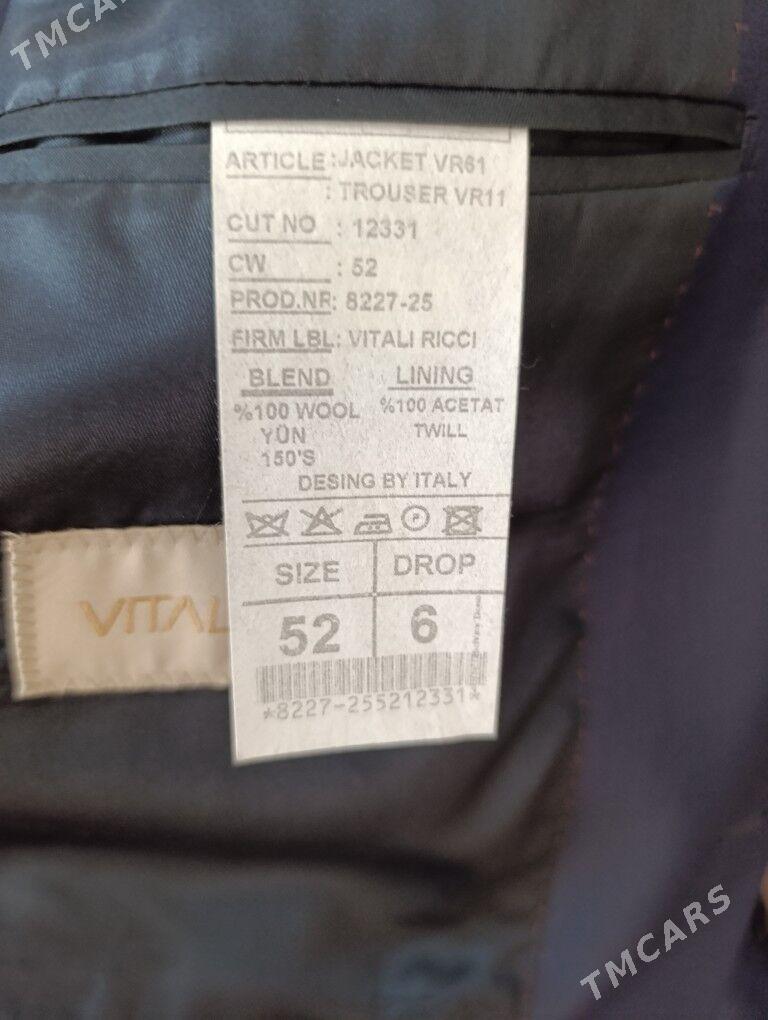 TMCARS
ARTICLE :JACKET VR61
: TROUSER VR11
CUT NO : 12331
CW : 52
PROD.NR: 8227-25
FIRM LBL: VITALI RICCI
BLEND LINING
%100 WOOL %100 ACETAT
YÜN TWILL
150'S
DESING BY ITALY
P
SIZE DROP
52 6
VITAL
*8227-255212331*
TMCARS